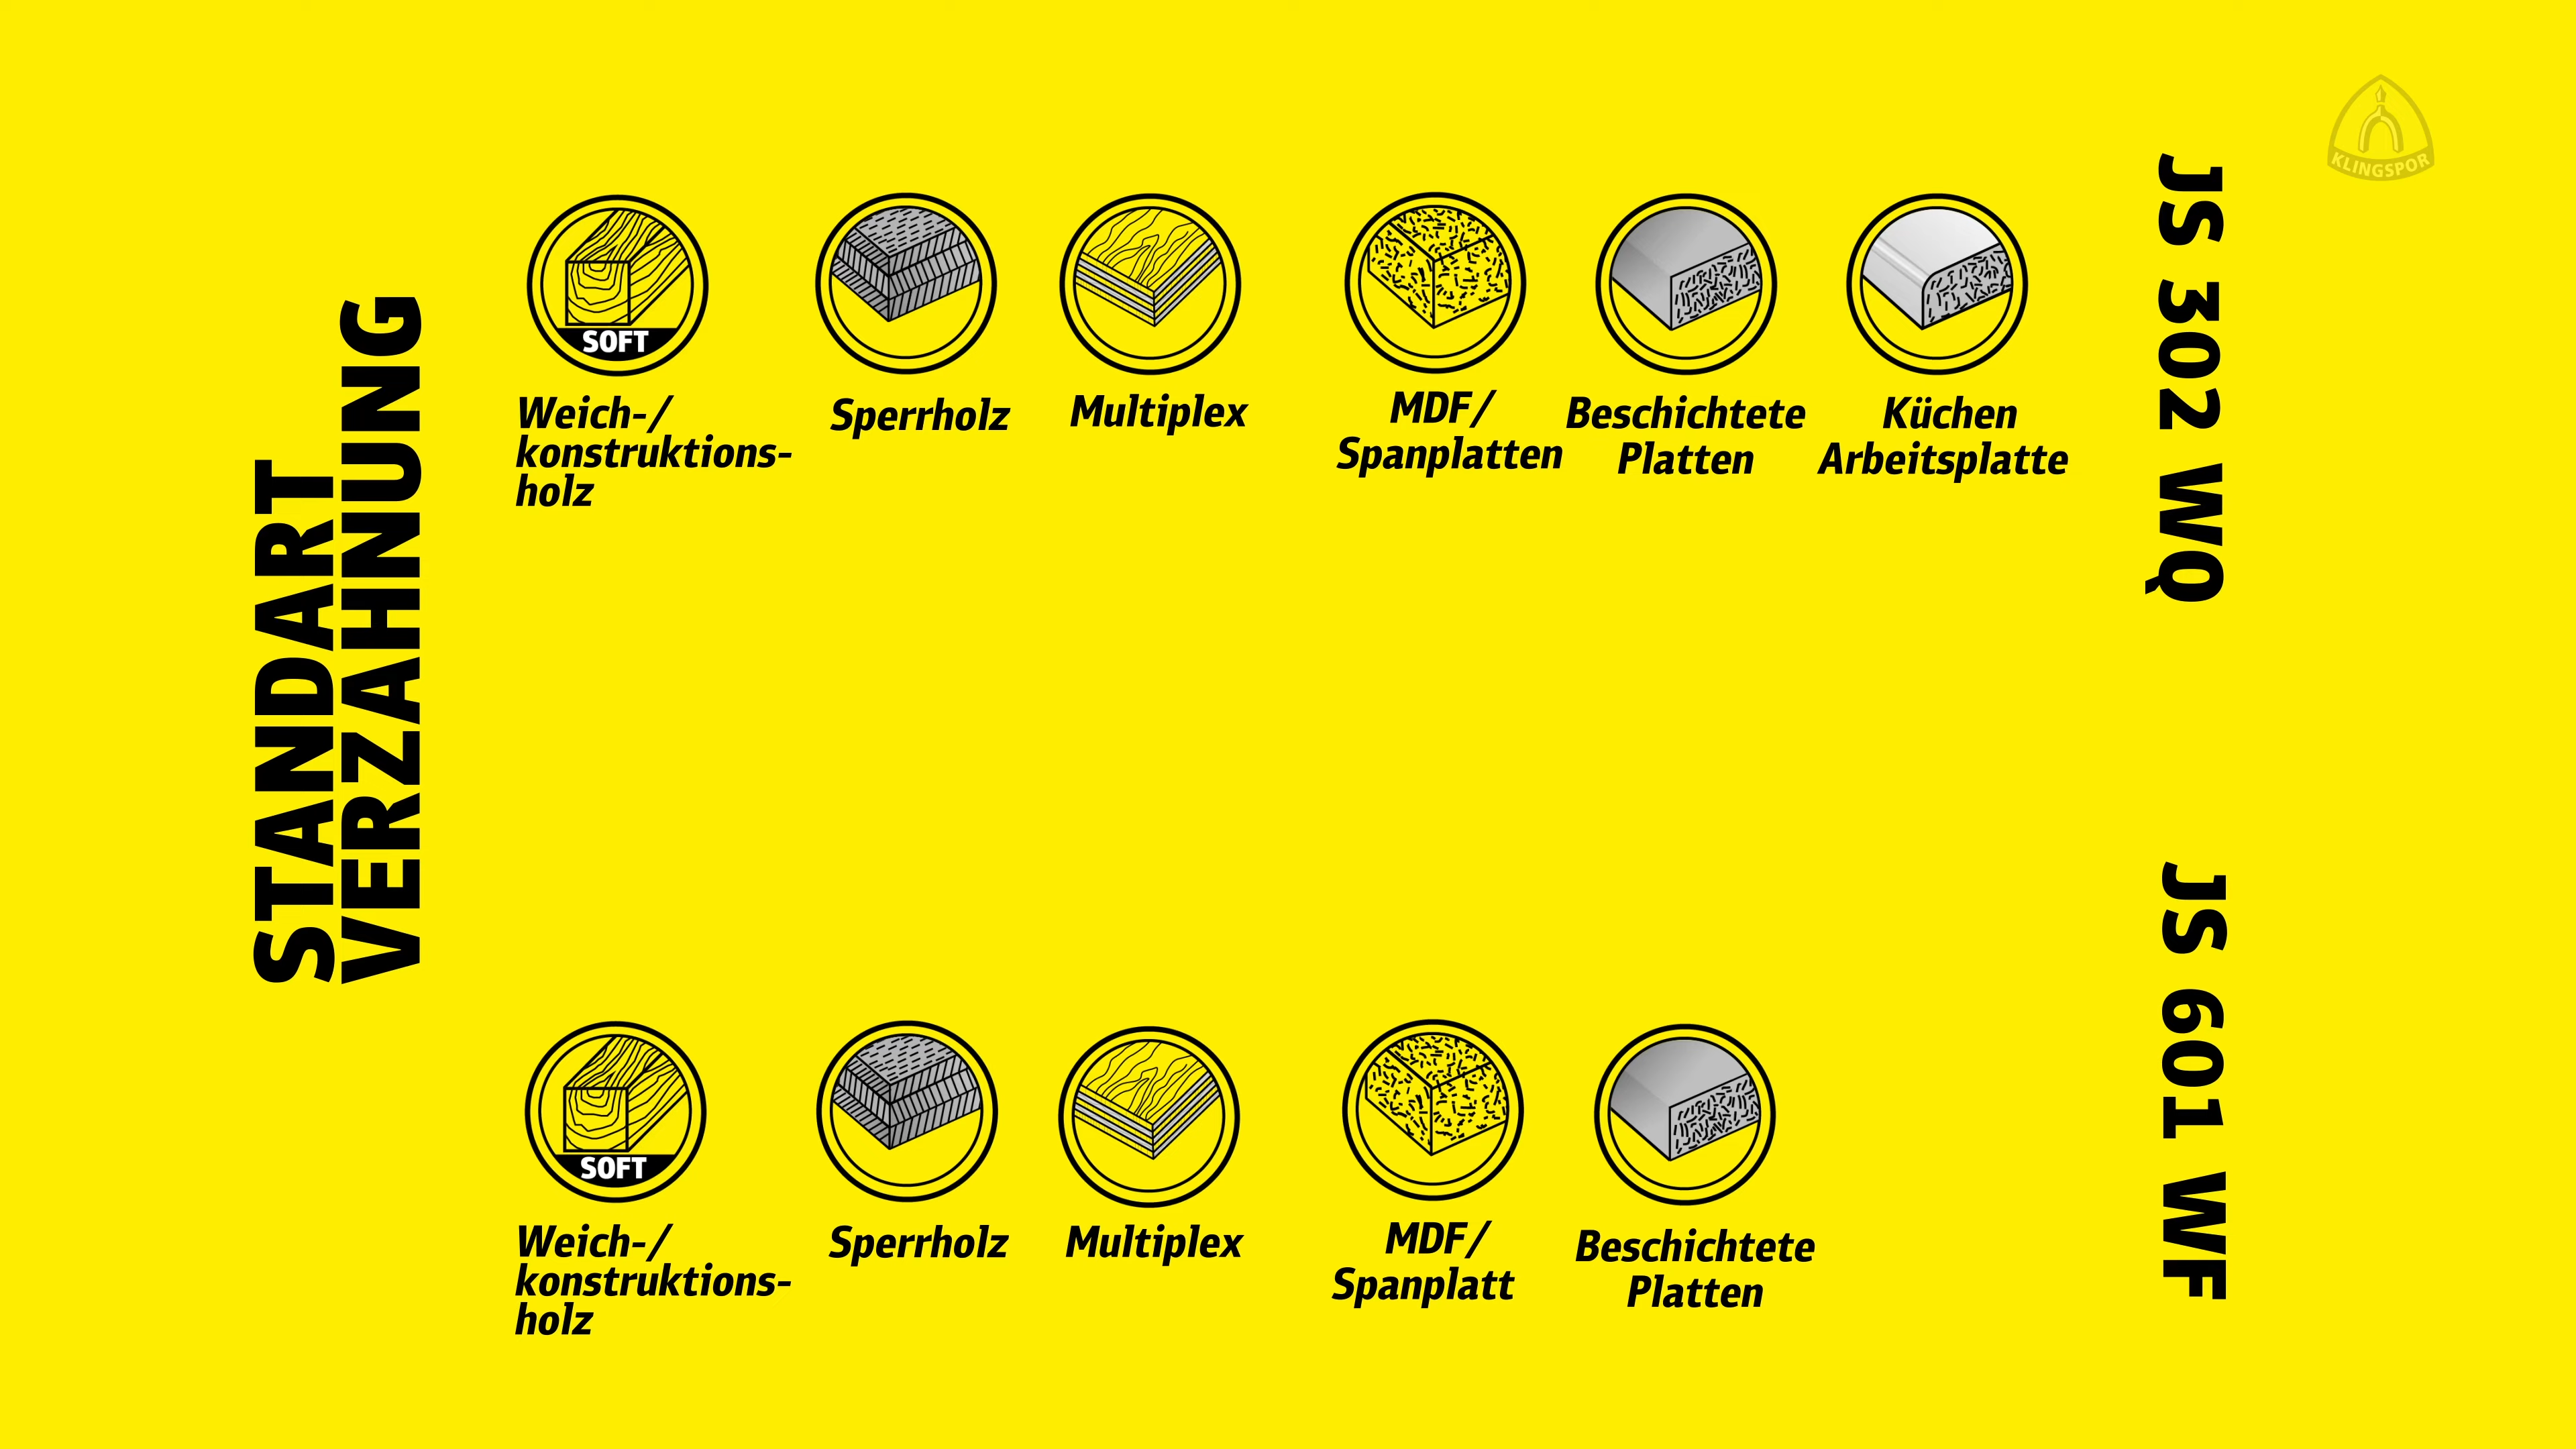 STANDART
VERZAHNUNG
SOFT
Weich-/
konstruktions-
holz
Sperrholz
Multiplex
MDF/
Spanplatten
Beschichtete
Platten
Küchen
Arbeitsplatte
JS 302 WQ
KLINGSPOR
SOFT
Weich-/
konstruktions-
holz
Sperrholz
Multiplex
MDF/
Spanplatt
Beschichtete
Platten
JS 601 WF